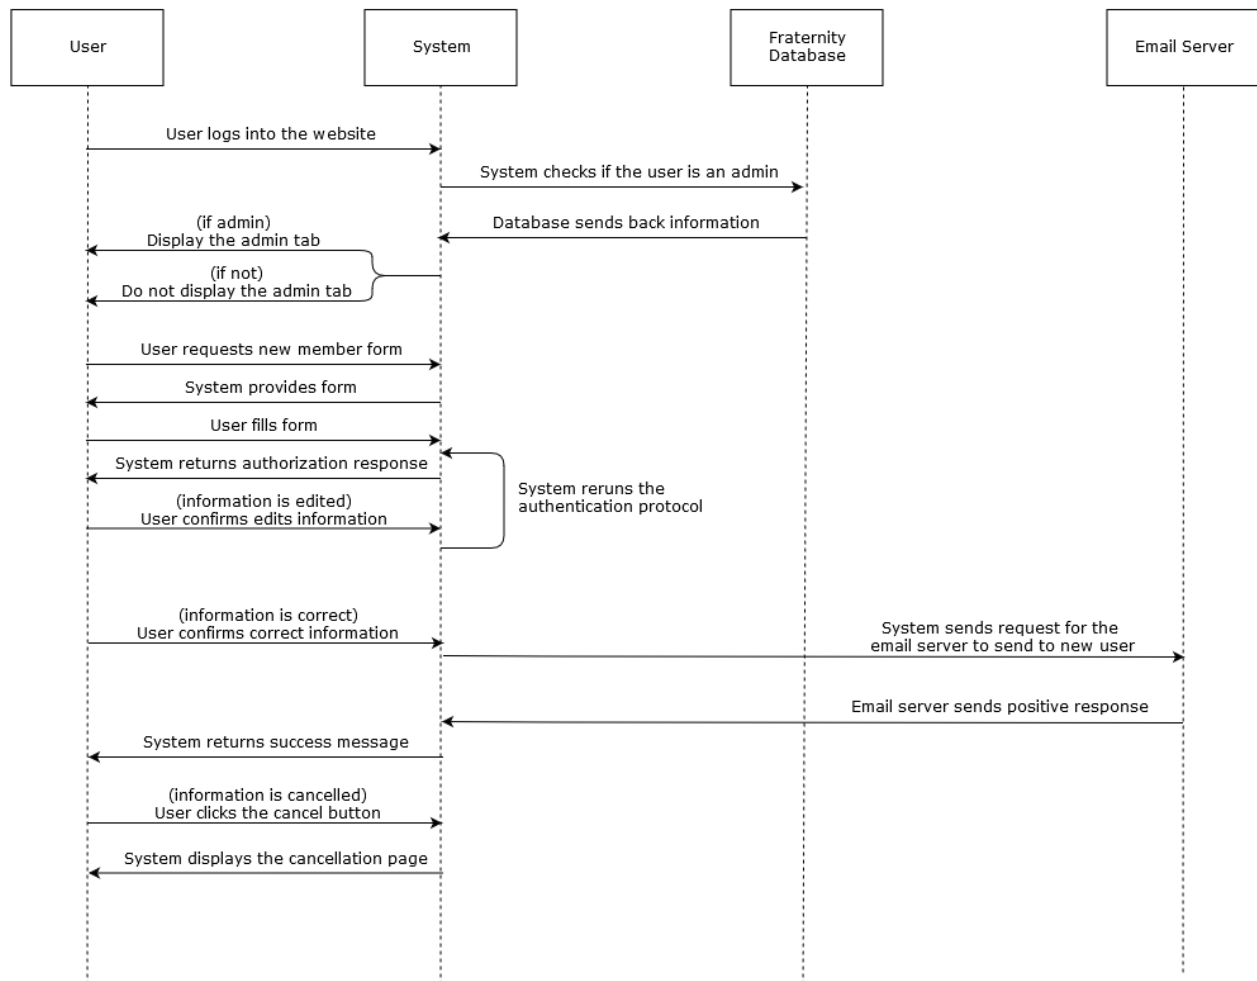 User
System
Fraternity
Database
Email Server
User logs into the website
System checks if the user is an admin
Database sends back information
(if admin)
Display the admin tab
(if not)
Do not display the admin tab
User requests new member form
System provides form
User fills form
System returns authorization response
System reruns the
authentication protocol
(information is edited)
User confirms edits information
(information is correct)
User confirms correct information
System sends request for the
email server to send to new user
Email server sends positive response
System returns success message
(information is cancelled)
User clicks the cancel button
System displays the cancellation page